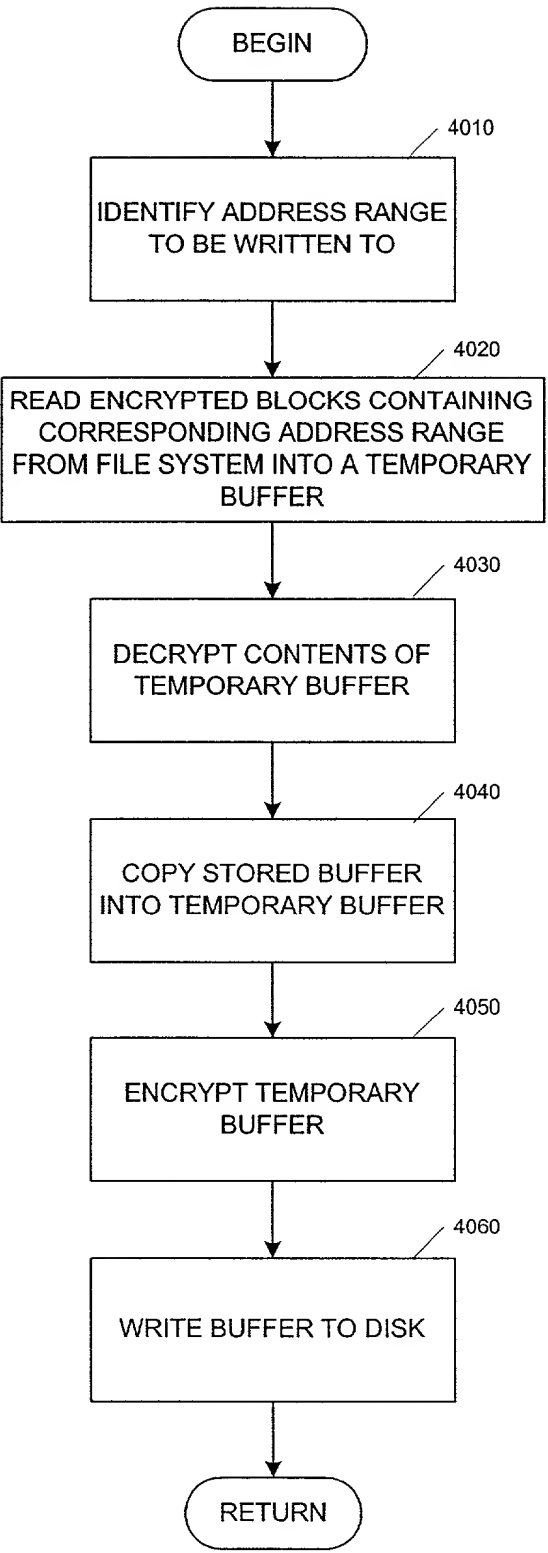 BEGIN
4010
IDENTIFY ADDRESS RANGE
TO BE WRITTEN TO
4020
READ ENCRYPTED BLOCKS CONTAINING
CORRESPONDING ADDRESS RANGE
FROM FILE SYSTEM INTO A TEMPORARY
BUFFER
4030
DECRYPT CONTENTS OF
TEMPORARY BUFFER
4040
COPY STORED BUFFER
INTO TEMPORARY BUFFER
4050
ENCRYPT TEMPORARY
BUFFER
4060
WRITE BUFFER TO DISK
RETURN